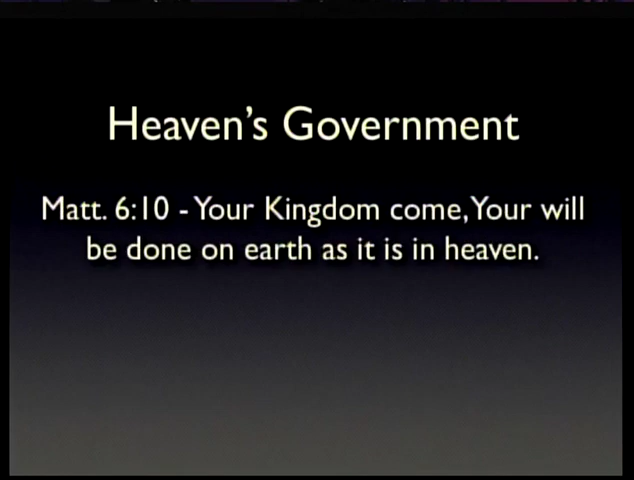 Heaven's Government
Matt. 6:10 - Your Kingdom come, Your will
be done on earth as it is in heaven.